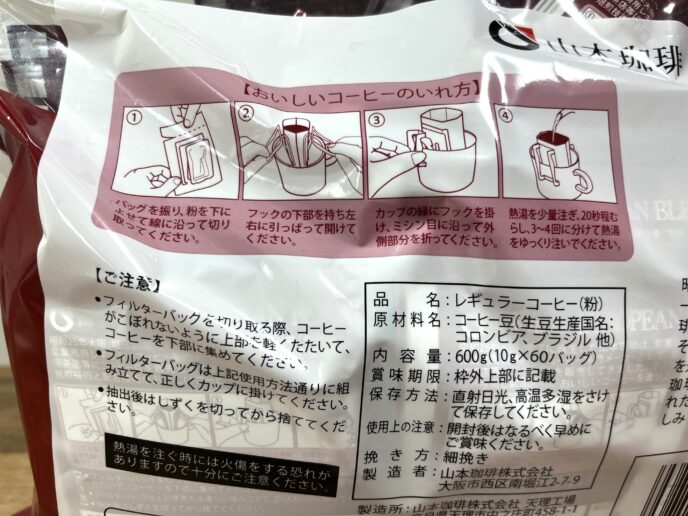 山本珈琲
【おいしいコーヒーのいれ方】
①
②
③
④
バッグを振り、粉を下に
よせて線に沿って切り
取ってください。
フックの下部を持ち左
右に引っぱって開けて
ください。
カップの縁にフックを掛
け、ミシン目に沿って外
側部分を折ってください。
熱湯を少量注ぎ、20秒程む
らし、3〜4回に分けて熱湯
をゆっくり注いでください。
【ご注意】
●フィルターバッグを切り取る際、コーヒー
がこぼれないように上部を軽くたたいて、
コーヒーを下部に集めてください。
●フィルターバッグは上記使用方法通りに組
み立てて、正しくカップに掛けてください。
●抽出後はしずくを切ってから捨ててくだ
さい。
熱湯を注ぐ時には火傷をする恐れが
ありますので十分にご注意ください。
品名:レギュラーコーヒー(粉)
原材料名:コーヒー豆(生豆生産国名:
コロンビア、ブラジル 他)
内容量:600g(10g×60バッグ)
賞味期限:枠外上部に記載
保存方法:直射日光、高温多湿をさけ
て保存してください。
使用上の注意:開封後はなるべく早めに
ご賞味ください。
挽き方:細挽き
製造者:山本珈琲株式会社
大阪市西区南堀江2-7-9
製造所:山本珈琲株式会社 天理工場
奈良県天理市中之庄町458-1-1